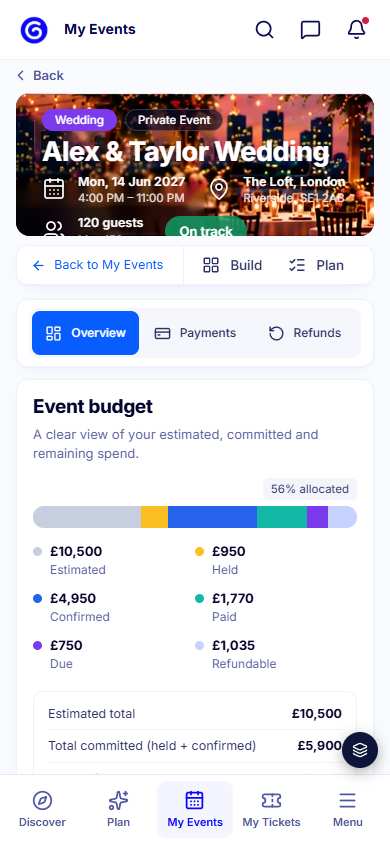 My Events
Back
Wedding
Private Event
Alex & Taylor Wedding
Mon, 14 Jun 2027
The Loft, London
4:00 PM – 11:00 PM
Riverside, SE1 2AB
120 guests
On track
Back to My Events
Build
Plan
Overview
Payments
Refunds
Event budget
A clear view of your estimated, committed and
remaining spend.
56% allocated
£10,500
£950
Estimated
Held
£4,950
£1,770
Confirmed
Paid
£750
£1,035
Due
Refundable
Estimated total
£10,500
Total committed (held + confirmed)
£5,900
Discover
Plan
My Events
My Tickets
Menu